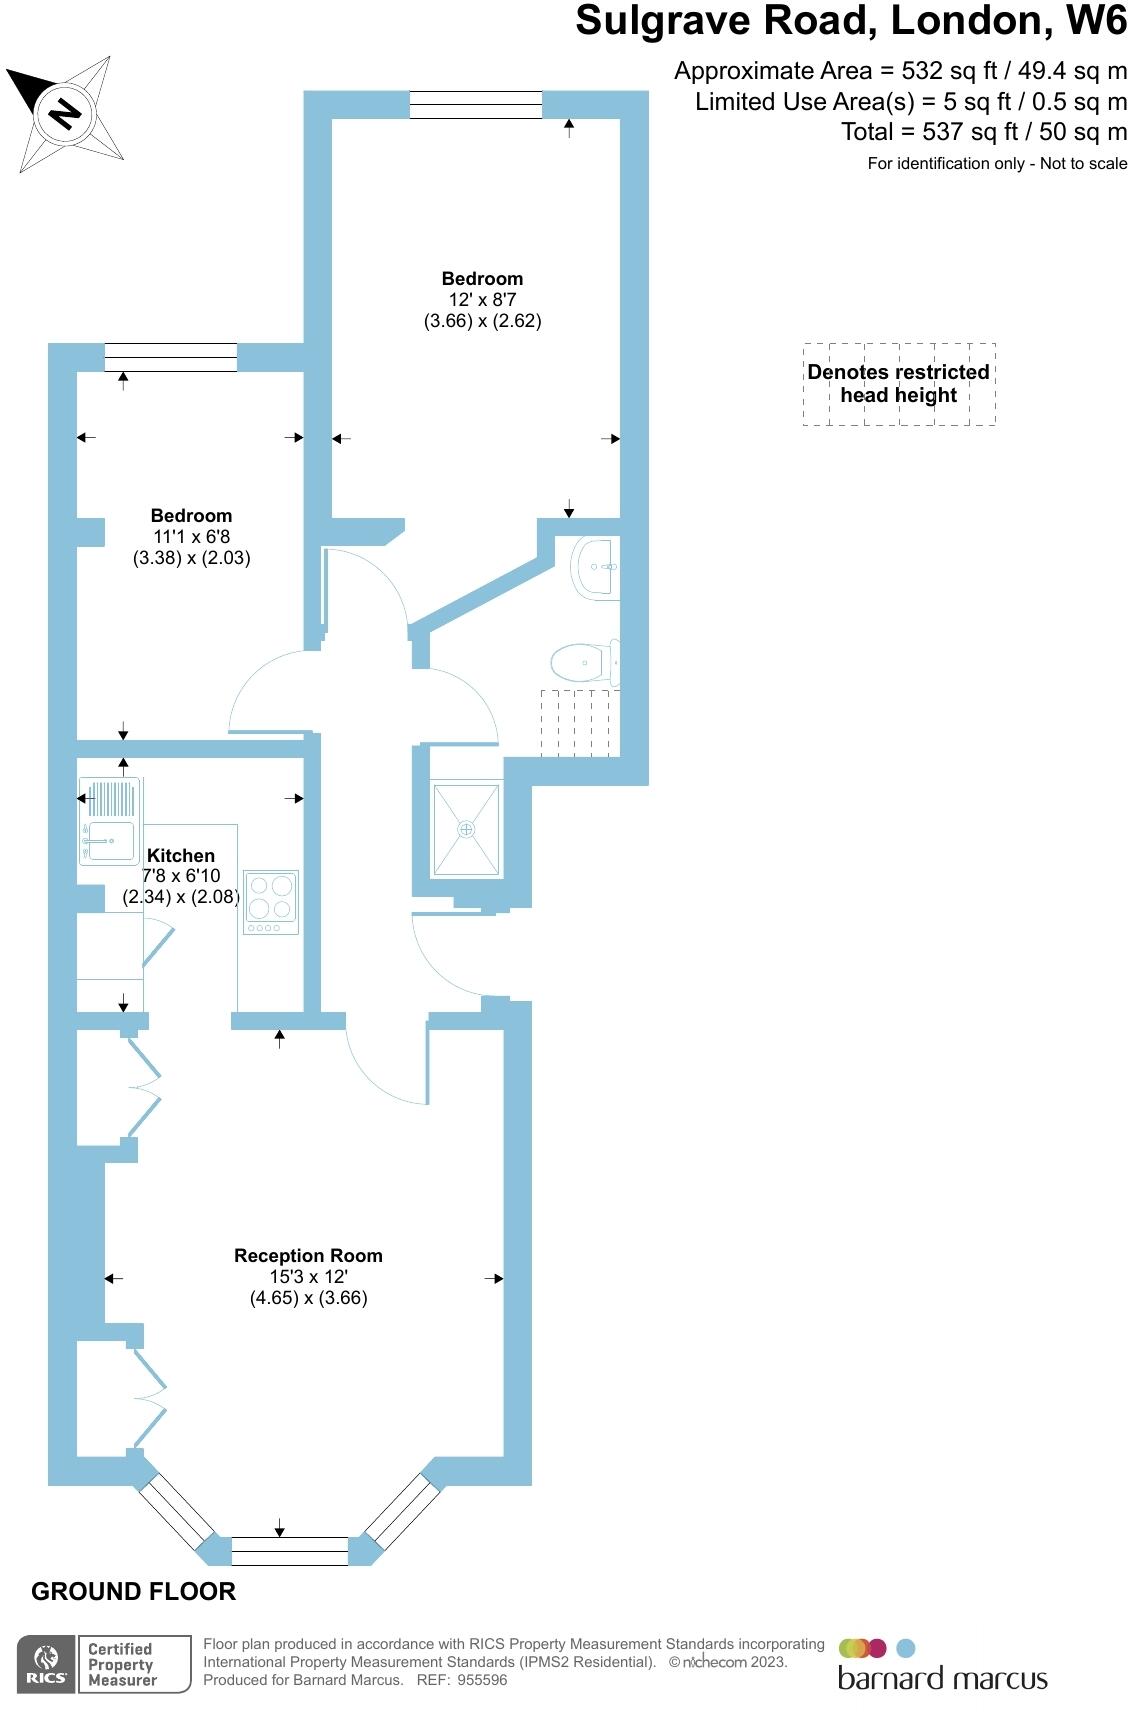 Sulgrave Road, London, W6
Approximate Area = 532 sq ft / 49.4 sq m
Limited Use Area(s) = 5 sq ft / 0.5 sq m
Total = 537 sq ft / 50 sq m
For identification only - Not to scale
N
Bedroom
12' x 8'7
(3.66) x (2.62)
Denotes restricted
head height
Bedroom
11'1 x 6'8
(3.38) x (2.03)
Kitchen
7'8 x 6'10
(2.34) x (2.08)
Reception Room
15'3 x 12'
(4.65) x (3.66)
GROUND FLOOR
RICS
Certified
Property
Measurer
Floor plan produced in accordance with RICS Property Measurement Standards incorporating
International Property Measurement Standards (IPMS2 Residential). © nichecom 2023.
Produced for Barnard Marcus. REF: 955596
barnard marcus